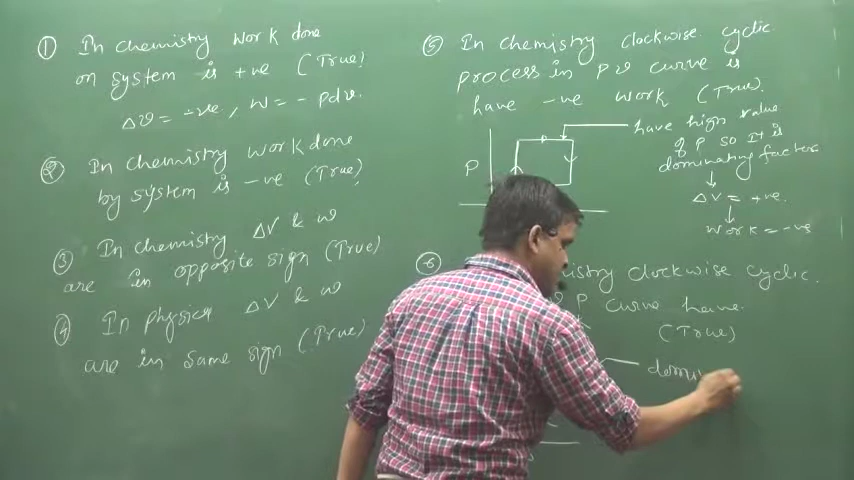 ① In chemistry work done
on system is +ve (True)
Δv = -ve, W = - pdv.
② In chemistry work done
by system is -ve (True)
③ In chemistry ΔV & w
are in opposite sign (True)
④ In physics ΔV & w
are in same sign (True)
⑤ In chemistry clockwise cyclic
process in pv curve is
have -ve work (True).
have high value
of P so It is
dominating factors
P
ΔV = +ve.
work = -ve
⑥ clockwise cyclic.
P curve have
(True)